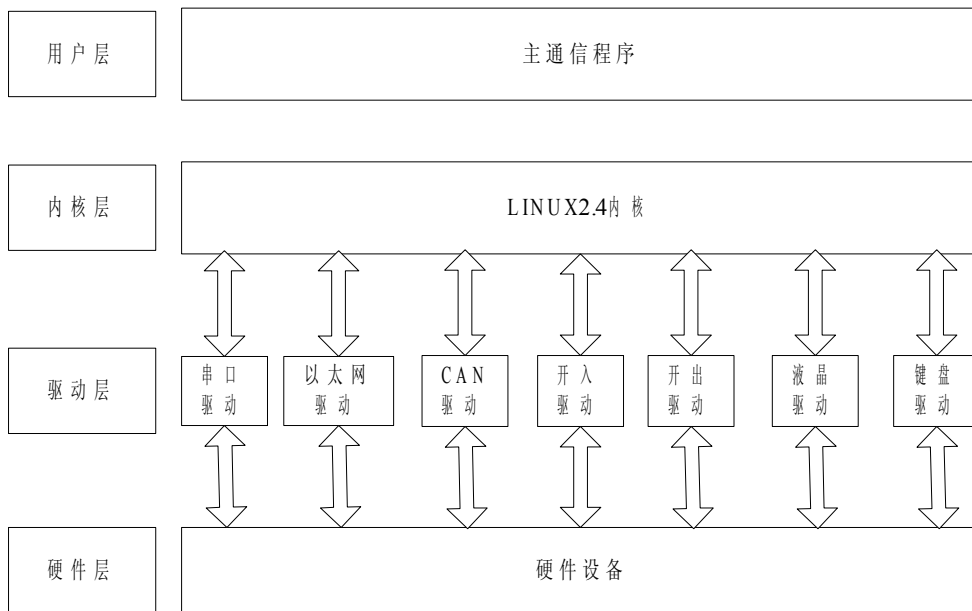 用户层
主通信程序
内核层
LINUX2.4内核
驱动层
串口
驱动
以太网
驱动
CAN
驱动
开入
驱动
开出
驱动
液晶
驱动
键盘
驱动
硬件层
硬件设备